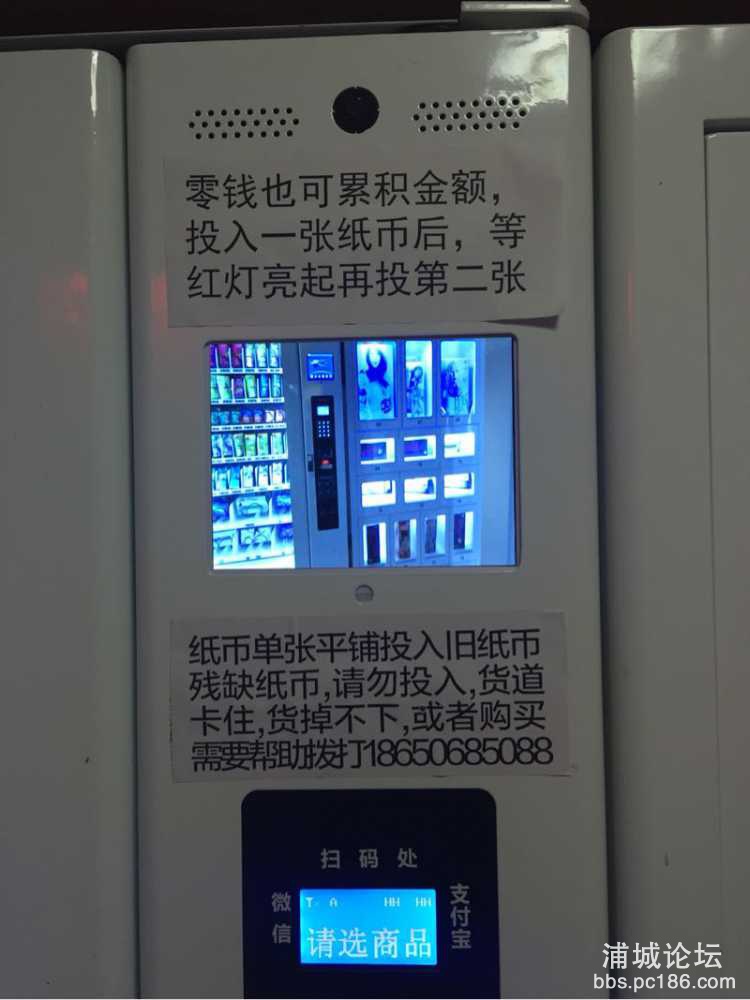 零钱也可累积金额，
投入一张纸币后，等
红灯亮起再投第二张
纸币单张平铺投入旧纸币
残缺纸币,请勿投入,货道
卡住,货掉不下,或者购买
需要帮助拨打18650685088
扫码处
微信
支付宝
T A HH HH
请选商品
浦城论坛
bbs.pc186.com